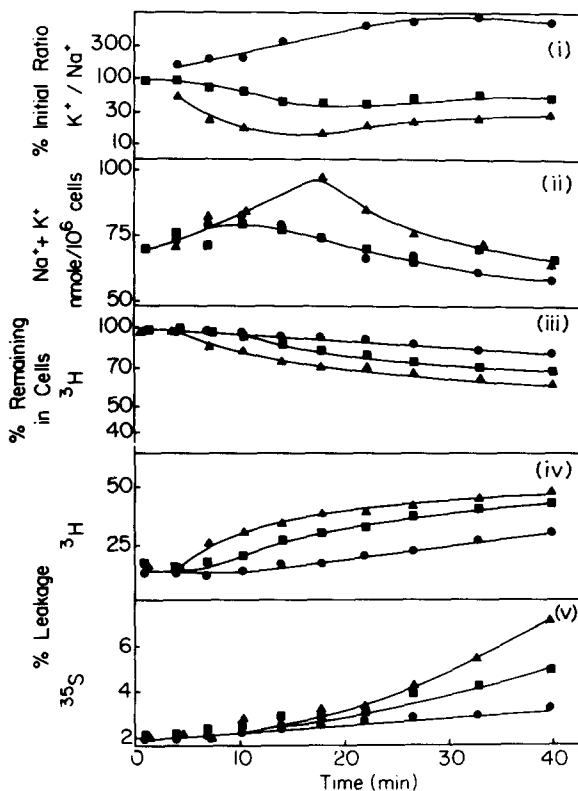 % Initial Ratio
K⁺ / Na⁺
300
100
30
10
(i)
Na⁺+ K⁺
nmole/10⁶ cells
100
75
50
(ii)
% Remaining
in Cells
³H
100
70
50
40
(iii)
% Leakage
³H
50
25
(iv)
³⁵S
6
4
2
(v)
0
10
20
30
40
Time (min)